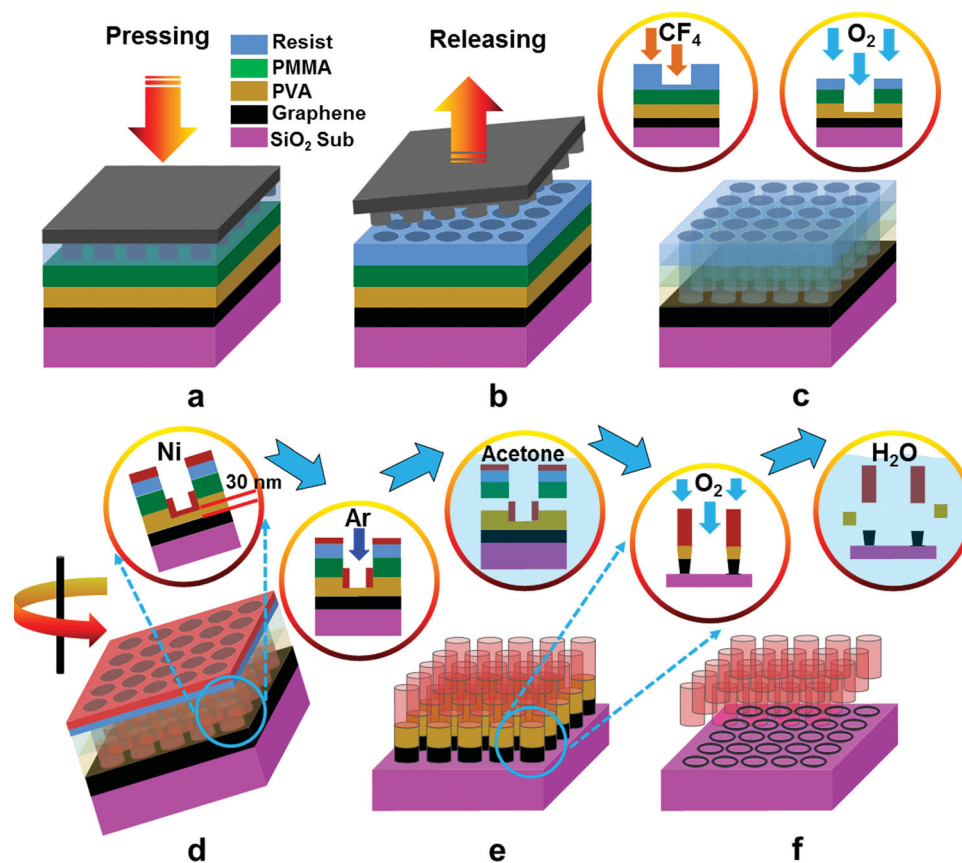 Pressing
Resist
PMMA
PVA
Graphene
SiO2 Sub
Releasing
CF4
O2
a
b
c
Ni
30 nm
Ar
Acetone
O2
H2O
d
e
f